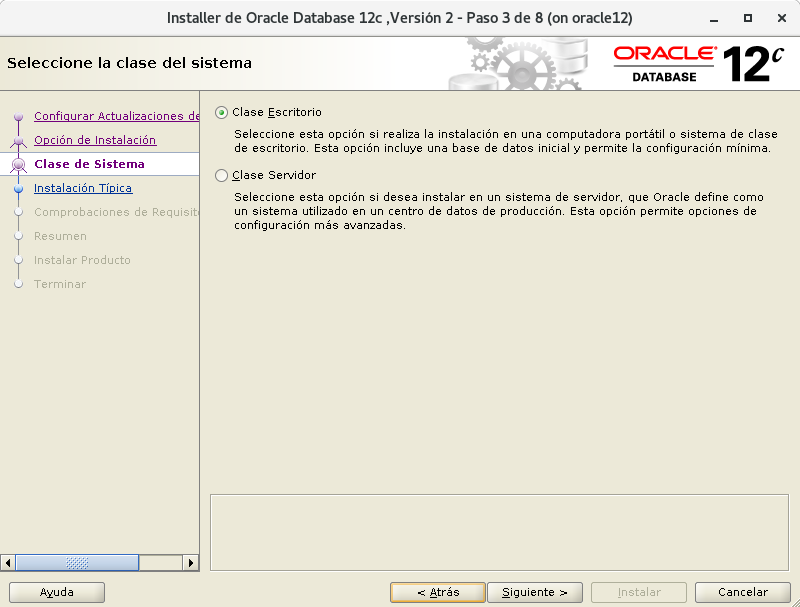 Installer de Oracle Database 12c ,Versión 2 - Paso 3 de 8 (on oracle12)
Seleccione la clase del sistema
ORACLE
DATABASE
12c
Configurar Actualizaciones de
Opción de Instalación
Clase de Sistema
Instalación Típica
Comprobaciones de Requisit
Resumen
Instalar Producto
Terminar
Clase Escritorio
Seleccione esta opción si realiza la instalación en una computadora portátil o sistema de clase
de escritorio. Esta opción incluye una base de datos inicial y permite la configuración mínima.
Clase Servidor
Seleccione esta opción si desea instalar en un sistema de servidor, que Oracle define como
un sistema utilizado en un centro de datos de producción. Esta opción permite opciones de
configuración más avanzadas.
Ayuda
< Atrás
Siguiente >
Instalar
Cancelar